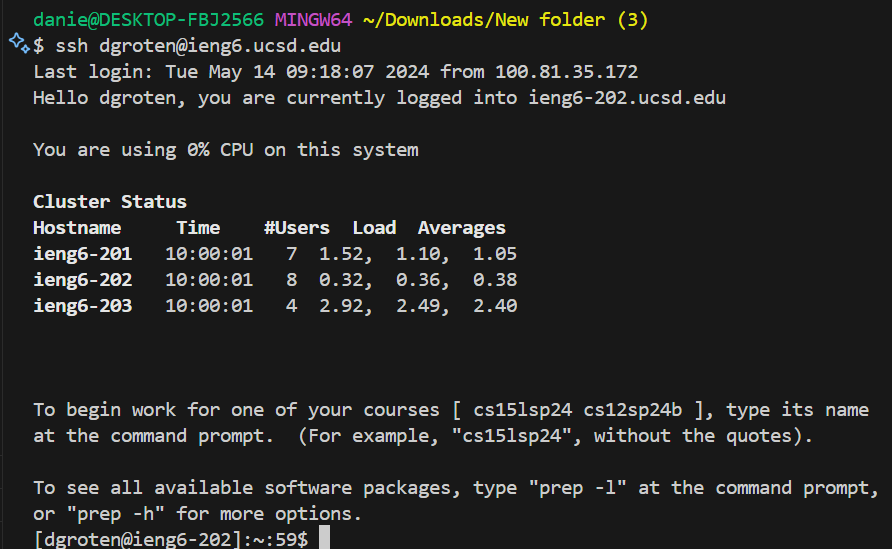 danie@DESKTOP-FBJ2566 MINGW64 ~/Downloads/New folder (3)
$ ssh dgroten@ieng6.ucsd.edu
Last login: Tue May 14 09:18:07 2024 from 100.81.35.172
Hello dgroten, you are currently logged into ieng6-202.ucsd.edu
You are using 0% CPU on this system
Cluster Status
Hostname     Time    #Users  Load  Averages
ieng6-201   10:00:01   7  1.52,  1.10,  1.05
ieng6-202   10:00:01   8  0.32,  0.36,  0.38
ieng6-203   10:00:01   4  2.92,  2.49,  2.40
To begin work for one of your courses [ cs15lsp24 cs12sp24b ], type its name
at the command prompt.  (For example, "cs15lsp24", without the quotes).
To see all available software packages, type "prep -l" at the command prompt,
or "prep -h" for more options.
[dgroten@ieng6-202]:~:59$